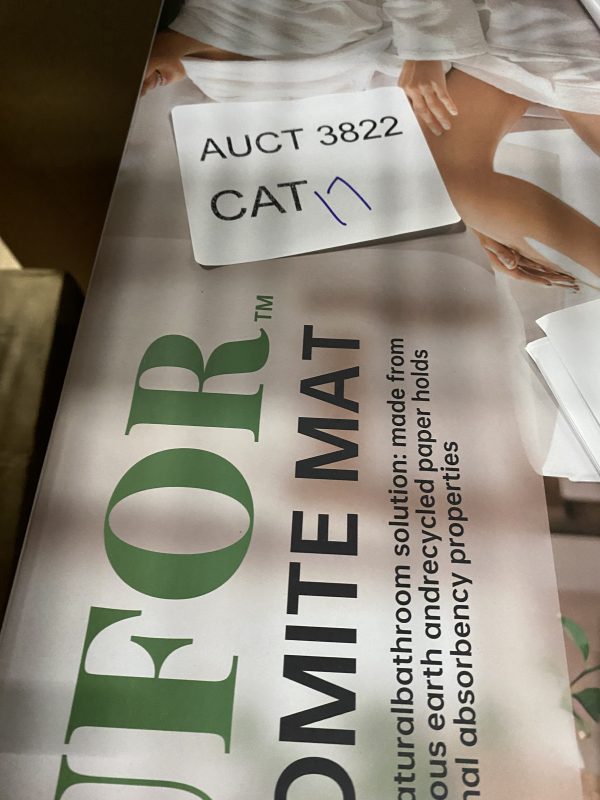 AUCT 3822
CAT 17
UFOR™
OMITE MAT
aturalbathroom solution: made from
ous earth andrecycled paper holds
nal absorbency properties